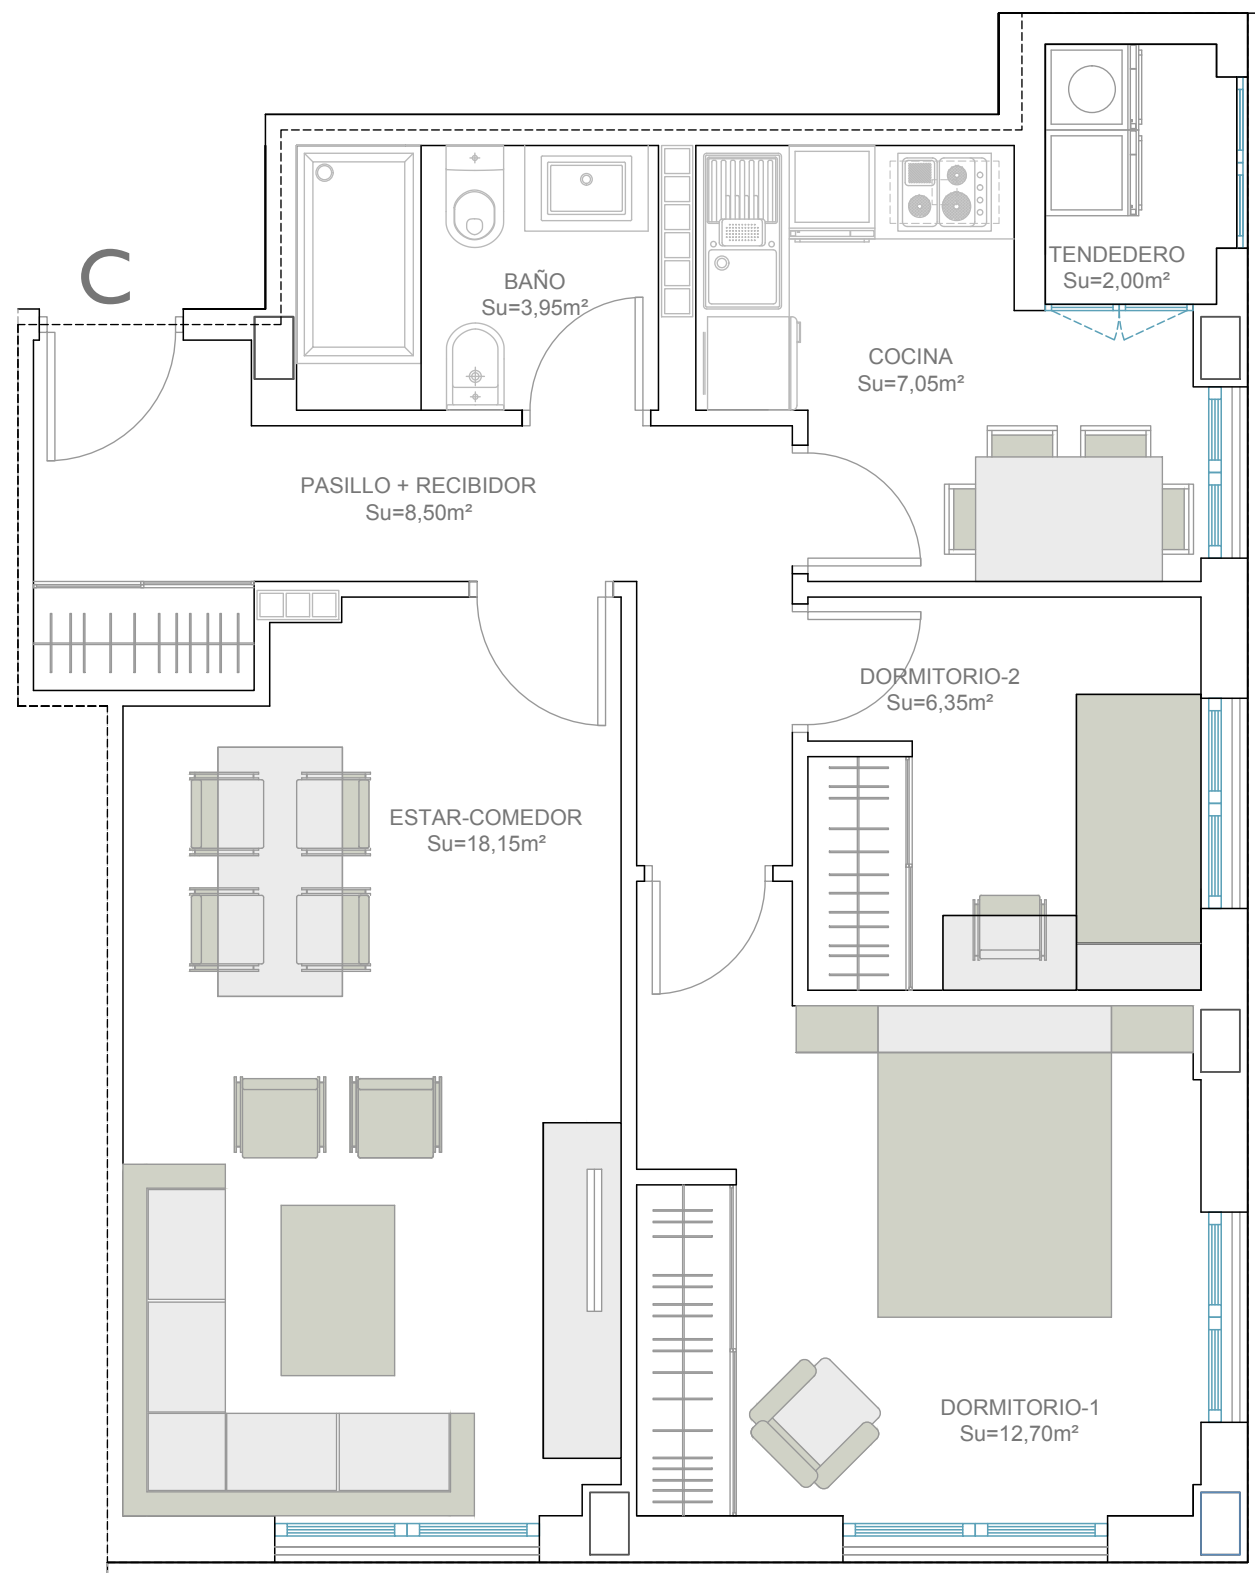 C
TENDEDERO
Su=2,00m²
BAÑO
Su=3,95m²
COCINA
Su=7,05m²
PASILLO + RECIBIDOR
Su=8,50m²
DORMITORIO-2
Su=6,35m²
ESTAR-COMEDOR
Su=18,15m²
DORMITORIO-1
Su=12,70m²